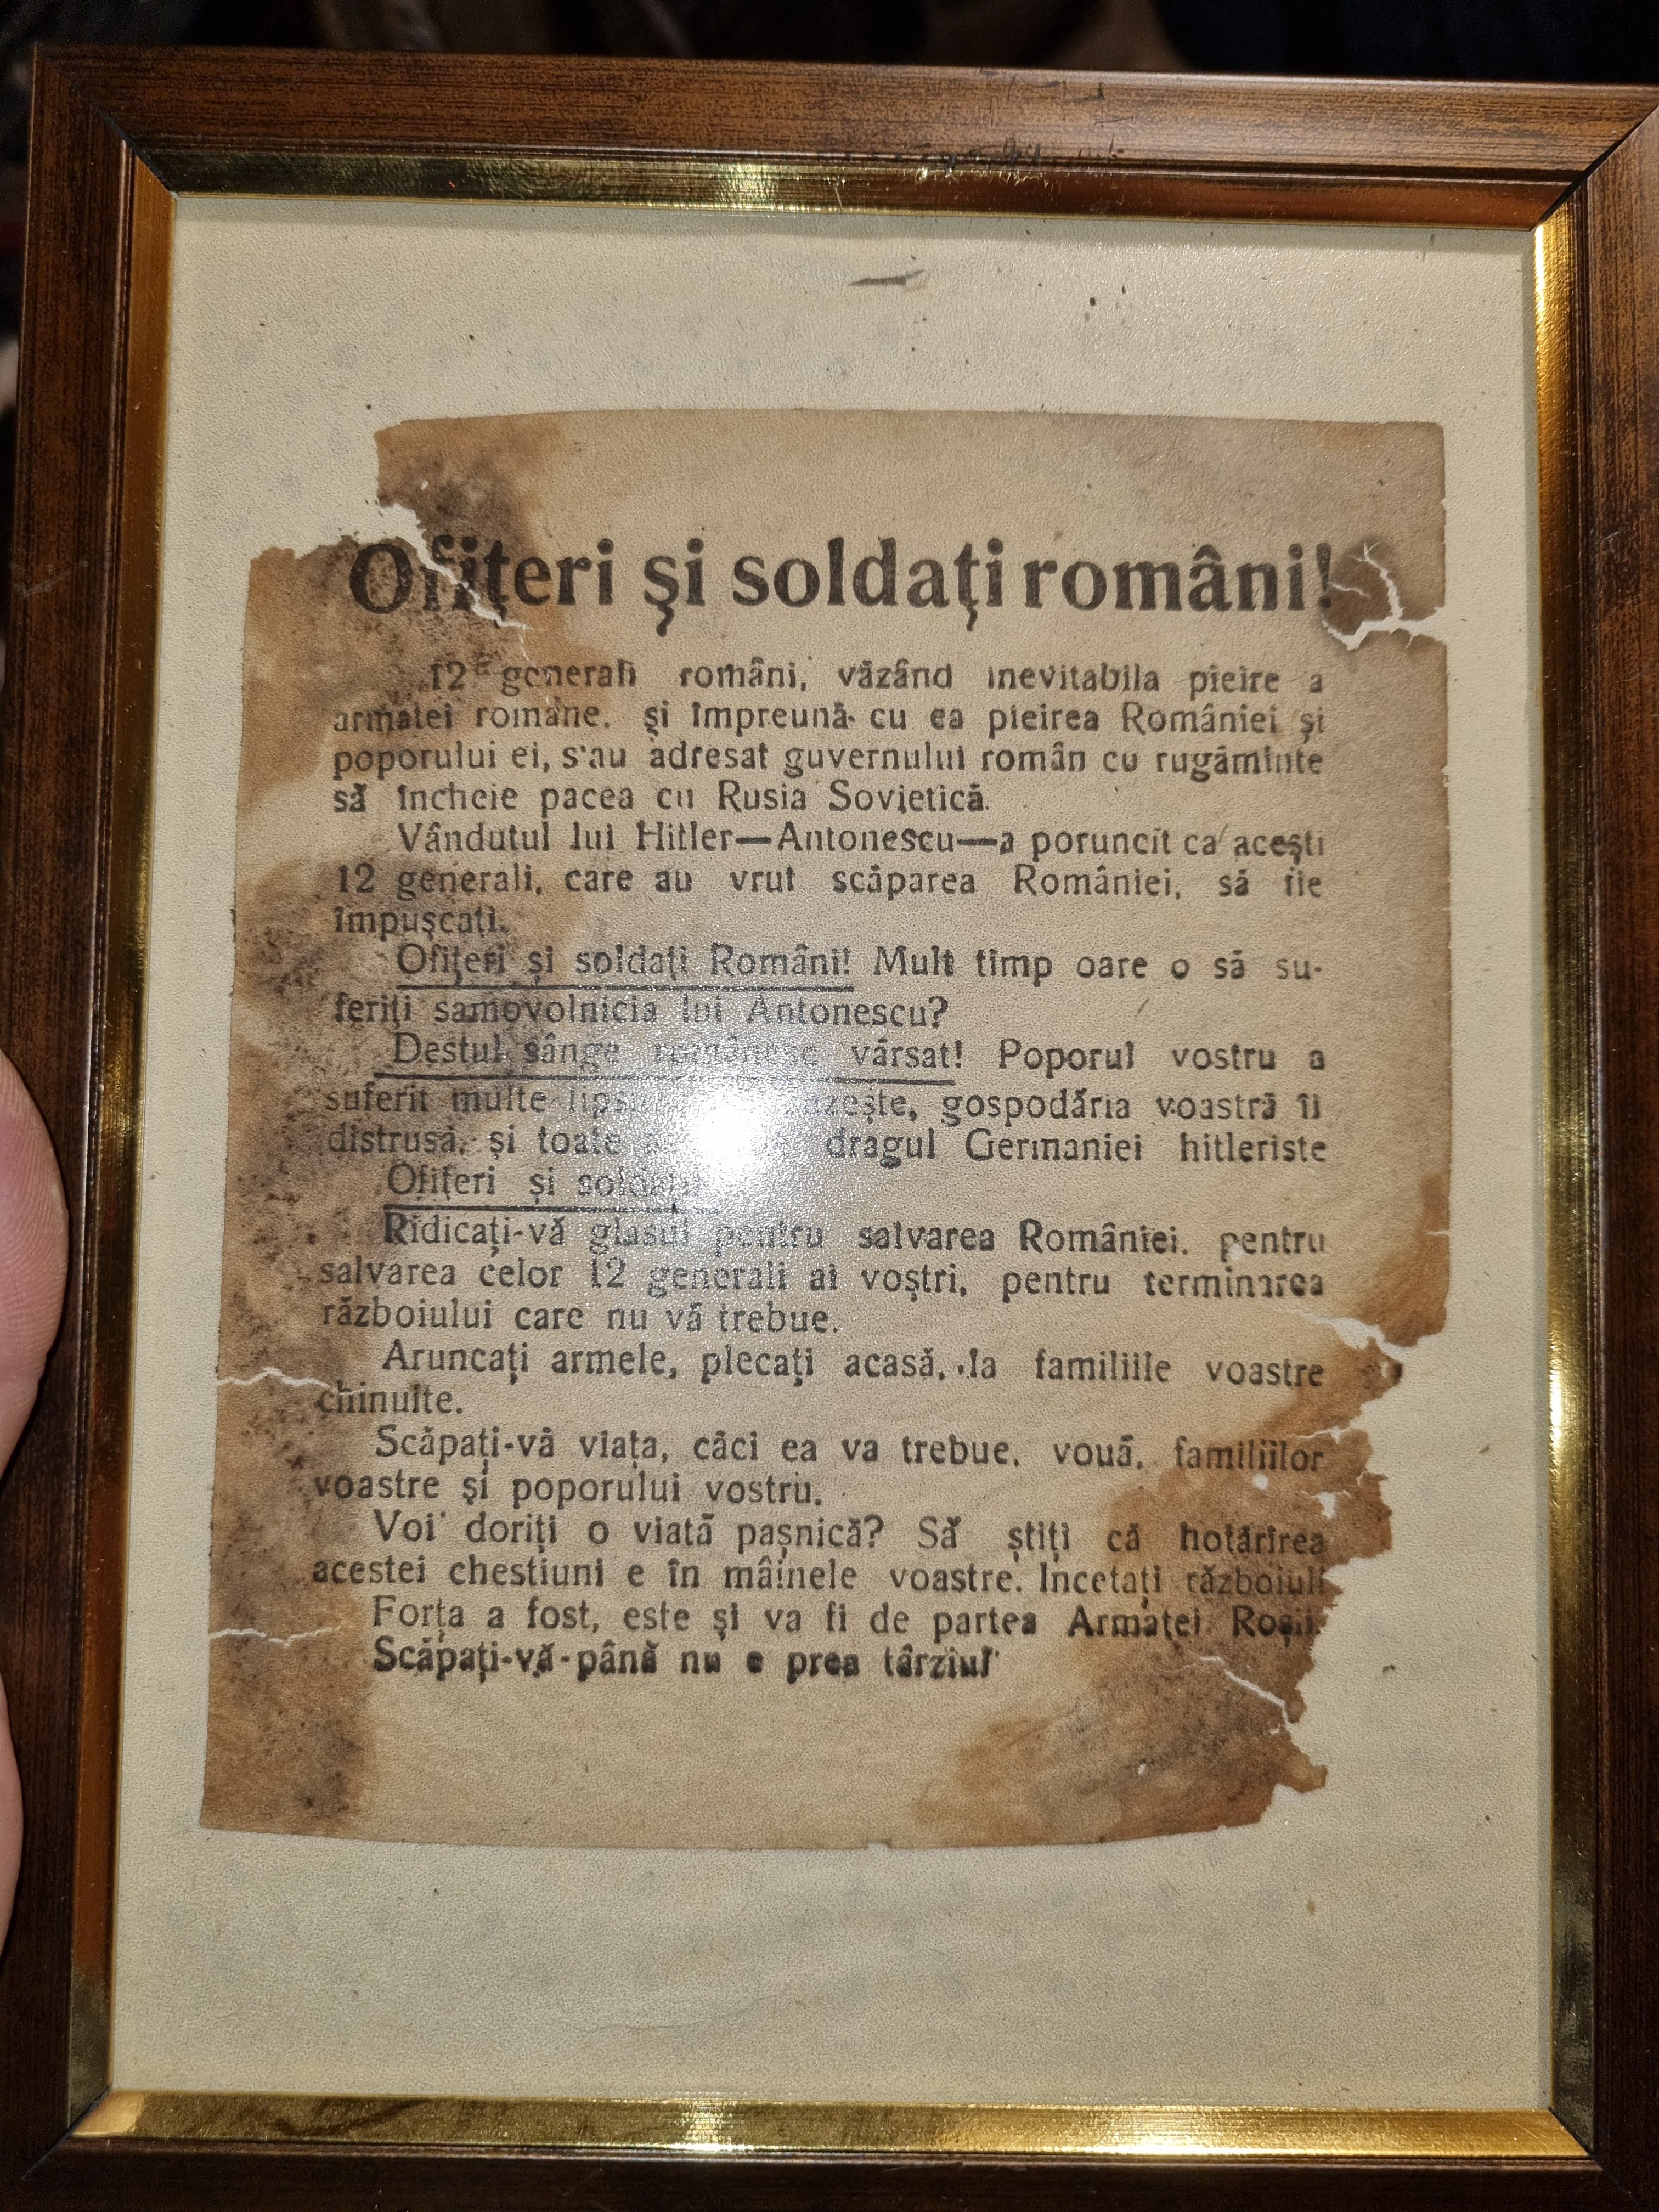 Ofiţeri şi soldaţi români!
12 generali români, văzând inevitabila pieire a
armatei române, şi împreună cu ea pieirea României şi
poporului ei, s'au adresat guvernului român cu rugăminte
să încheie pacea cu Rusia Sovietică.
Vândutul lui Hitler—Antonescu—a poruncit ca aceşti
12 generali, care au vrut scăparea României, să fie
împuşcaţi.
Ofiţeri şi soldaţi Români! Mult timp oare o să su-
feriţi samovolnicia lui Antonescu?
Destul sânge românesc vărsat! Poporul vostru a
suferit multe gospodăria voastră îi
distrusă, şi toate dragul Germaniei hitleriste
Ofiţeri şi soldaţi
Ridicaţi-vă glasul pentru salvarea României, pentru
salvarea celor 12 generali ai voştri, pentru terminarea
războiului care nu vă trebue.
Aruncaţi armele, plecaţi acasă, la familiile voastre
chinuite.
Scăpaţi-vă viaţa, căci ea va trebue, vouă, familiilor
voastre şi poporului vostru.
Voi doriţi o viată paşnică? Să ştiţi că hotărîrea
acestei chestiuni e în mâinele voastre. Incetaţi războiul!
Forţa a fost, este şi va fi de partea Armatei Roşii.
Scăpaţi-vă-până nu e prea târziu!